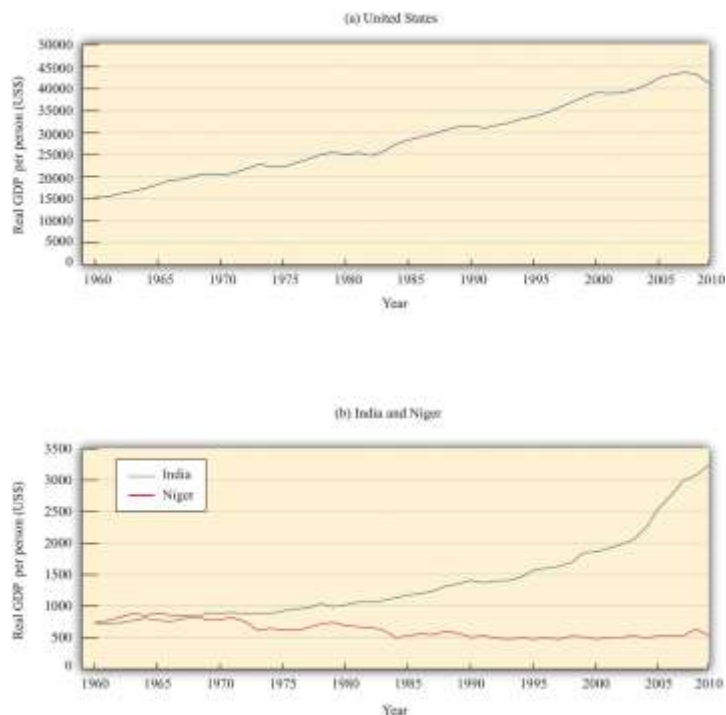 (a) United States
Real GDP per person (US$)
50000
45000
40000
35000
30000
25000
20000
15000
10000
5000
0
1960 1965 1970 1975 1980 1985 1990 1995 2000 2005 2010
Year
(b) India and Niger
Real GDP per person (US$)
3500
3000
2500
2000
1500
1000
500
0
India
Niger
1960 1965 1970 1975 1980 1985 1990 1995 2000 2005 2010
Year